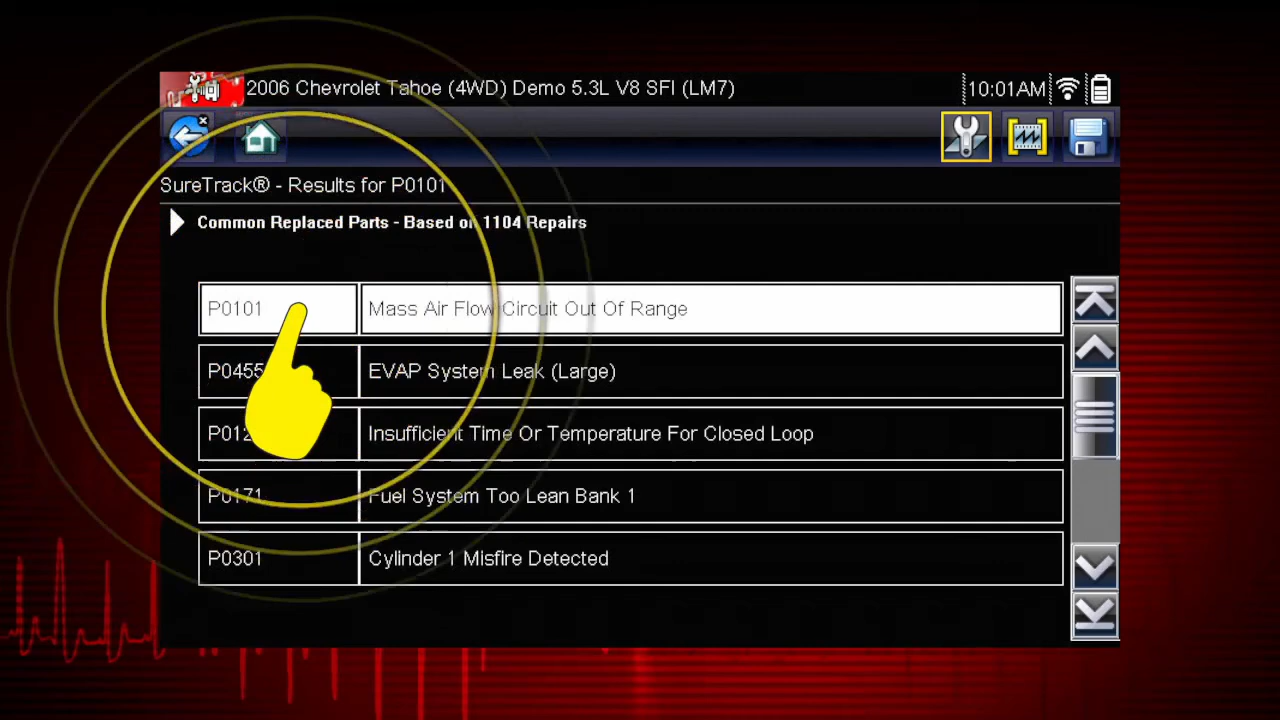 2006 Chevrolet Tahoe (4WD) Demo 5.3L V8 SFI (LM7) 10:01AM
SureTrack® - Results for P0101
Common Replaced Parts - Based on 1104 Repairs
P0101 Mass Air Flow Circuit Out Of Range
P0455 EVAP System Leak (Large)
Insufficient Time Or Temperature For Closed Loop
P0171 Fuel System Too Lean Bank 1
P0301 Cylinder 1 Misfire Detected